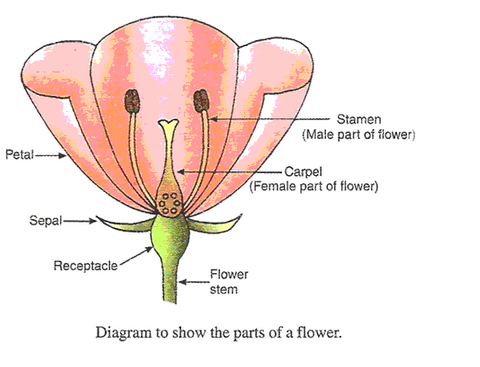 Stamen
(Male part of flower)
Petal
Carpel
(Female part of flower)
Sepal
Receptacle
Flower
stem
Diagram to show the parts of a flower.